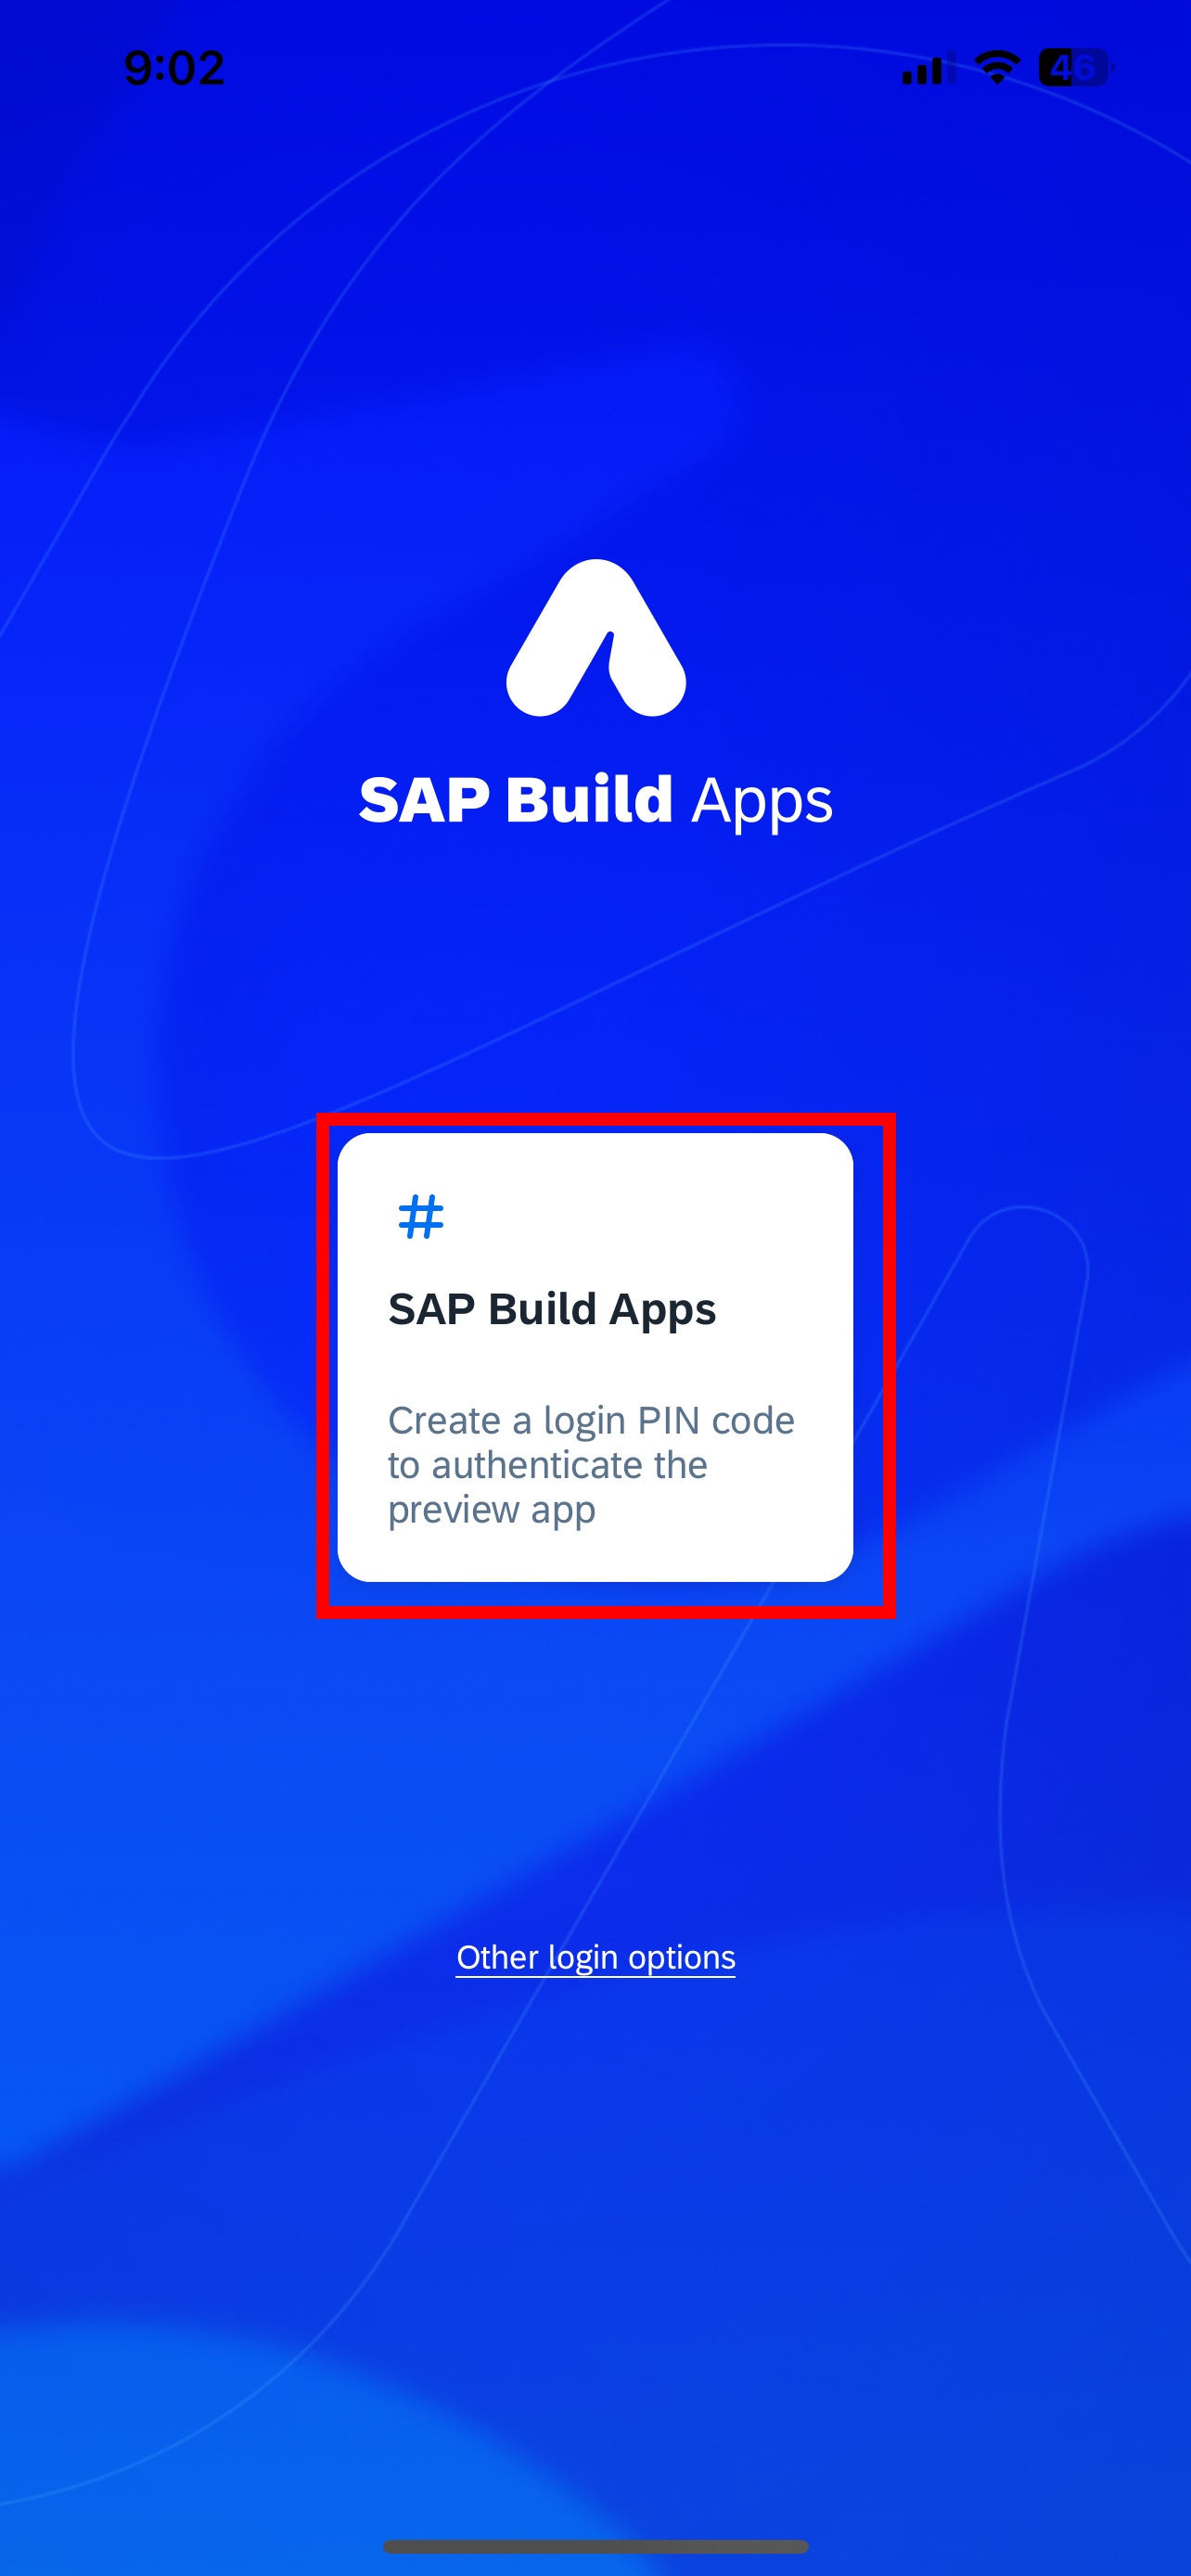 9:02
46
SAP Build Apps
#
SAP Build Apps
Create a login PIN code
to authenticate the
preview app
Other login options